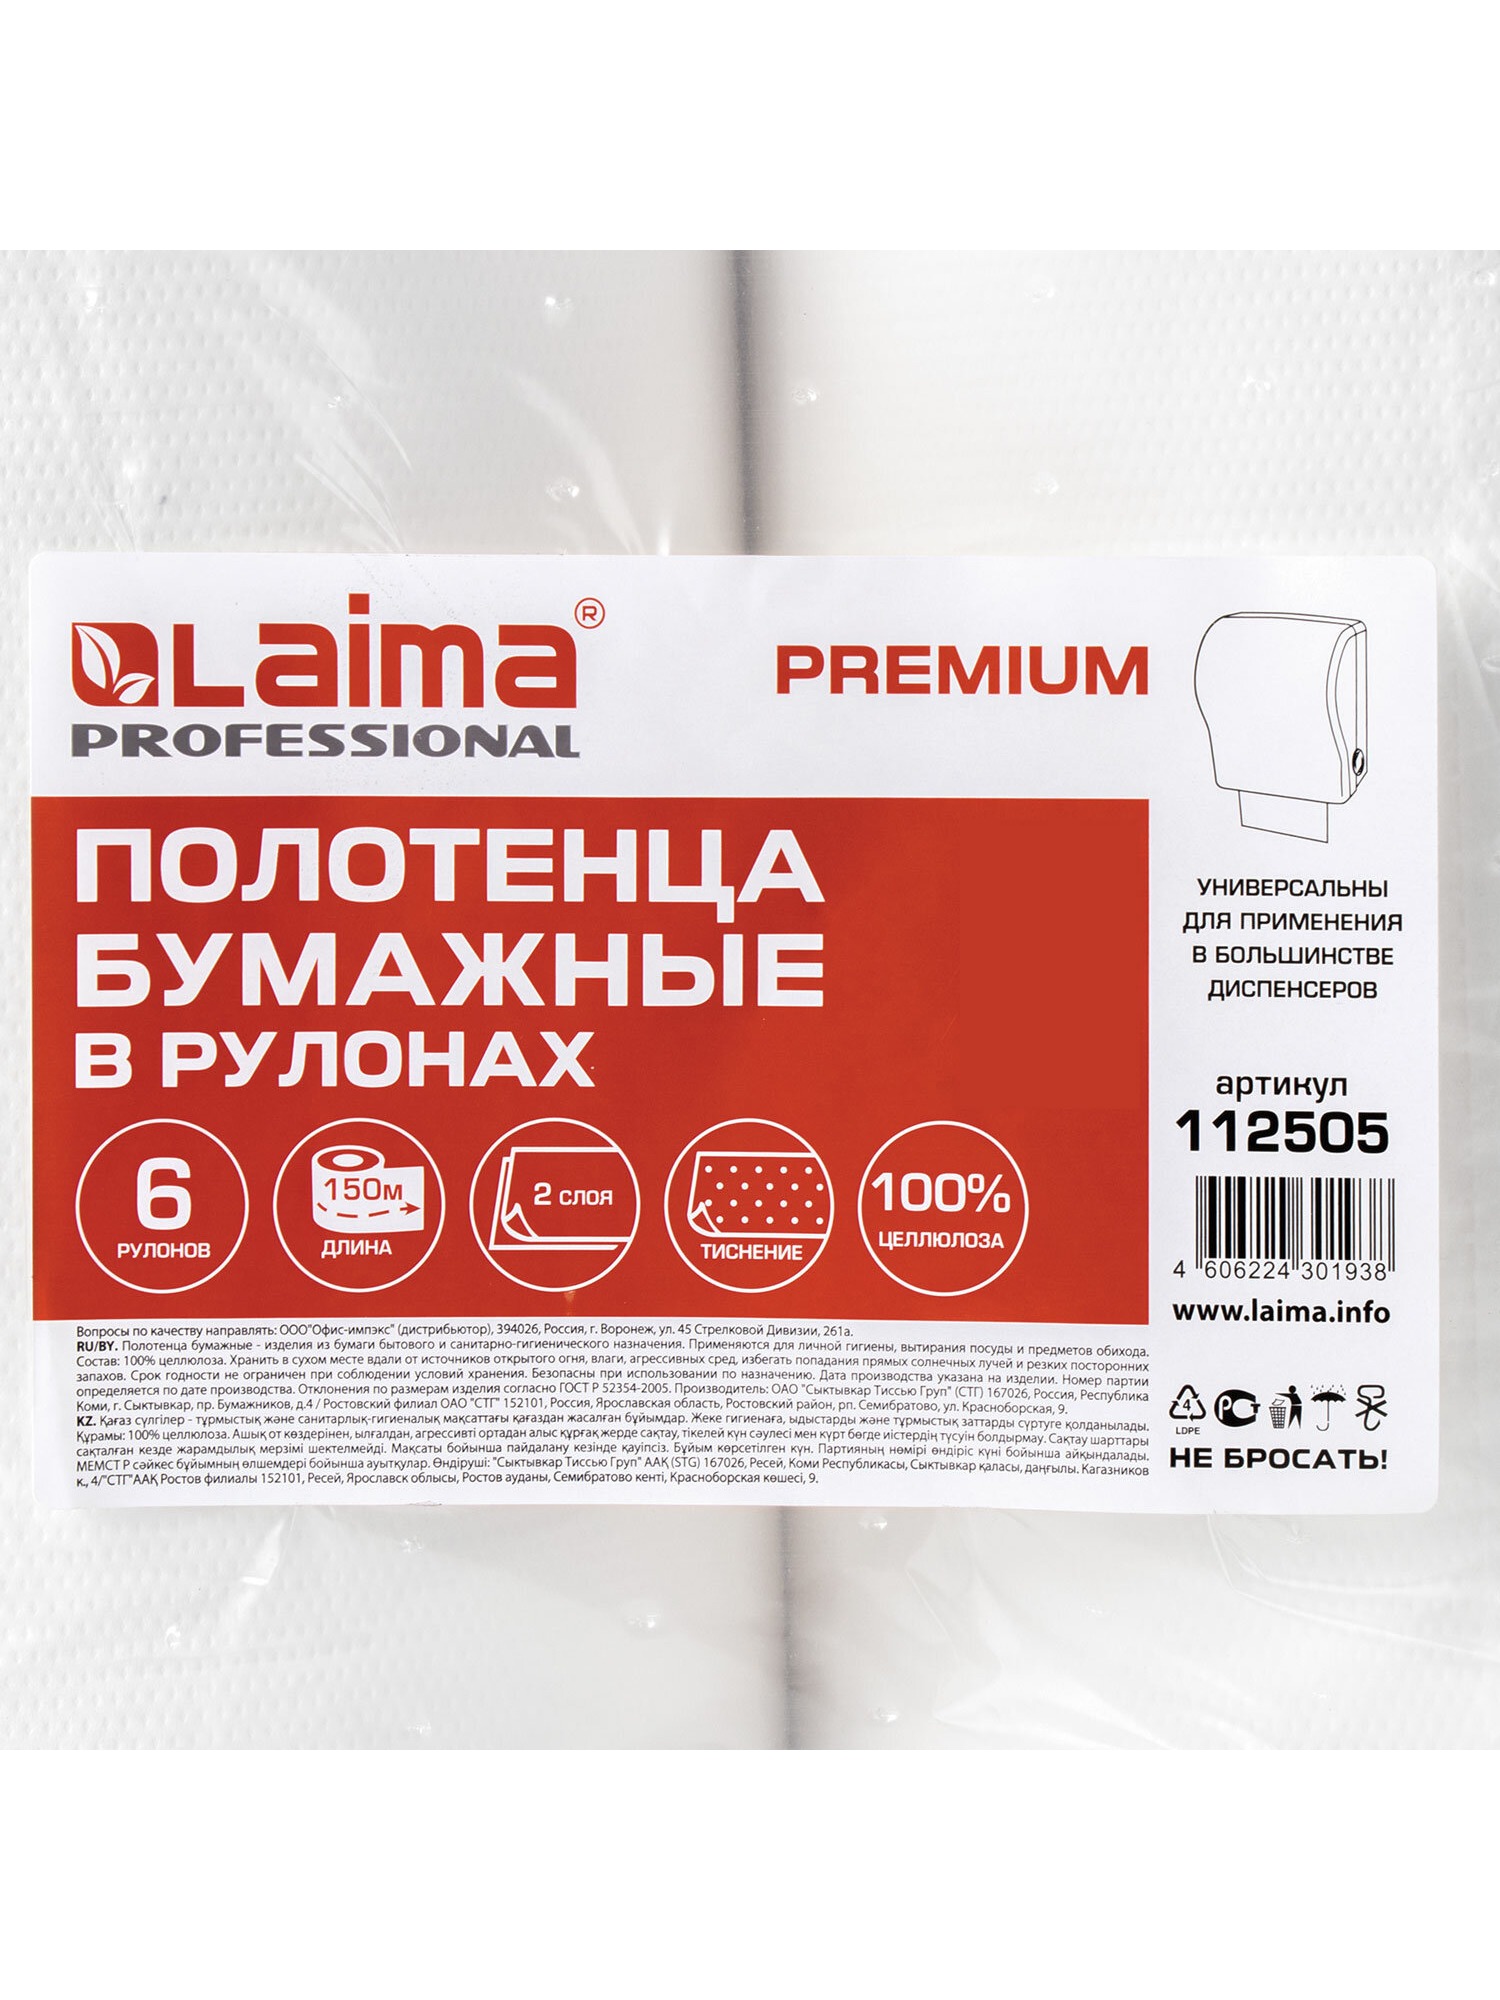 Laima®
PROFESSIONAL
PREMIUM
ПОЛОТЕНЦА
БУМАЖНЫЕ
В РУЛОНАХ
6
РУЛОНОВ
150м
ДЛИНА
2 СЛОЯ
ТИСНЕНИЕ
100%
ЦЕЛЛЮЛОЗА
УНИВЕРСАЛЬНЫ
ДЛЯ ПРИМЕНЕНИЯ
В БОЛЬШИНСТВЕ
ДИСПЕНСЕРОВ
артикул
112505
4 606224 301938
www.laima.info
Вопросы по качеству направлять: ООО"Офис-импэкс" (дистрибьютор), 394026, Россия, г. Воронеж, ул. 45 Стрелковой Дивизии, 261а.
RU/BY. Полотенца бумажные - изделия из бумаги бытового и санитарно-гигиенического назначения. Применяются для личной гигиены, вытирания посуды и предметов обихода.
Состав: 100% целлюлоза. Хранить в сухом месте вдали от источников открытого огня, влаги, агрессивных сред, избегать попадания прямых солнечных лучей и резких посторонних
запахов. Срок годности не ограничен при соблюдении условий хранения. Безопасны при использовании по назначению. Дата производства указана на изделии. Номер партии
определяется по дате производства. Отклонения по размерам изделия согласно ГОСТ Р 52354-2005. Производитель: ОАО "Сыктывкар Тиссью Груп" (СТГ) 167026, Россия, Республика
Коми, г. Сыктывкар, пр. Бумажников, д.4 / Ростовский филиал ОАО "СТГ" 152101, Россия, Ярославская область, Ростовский район, рп. Семибратово, ул. Красноборская, 9.
KZ. Қағаз сүлгілер - тұрмыстық және санитарлық-гигиеналық мақсаттағы қағаздан жасалған бұйымдар. Жеке гигиенаға, ыдыстарды және тұрмыстық заттарды сүртуге қолданылады.
Құрамы: 100% целлюлоза. Ашық от көздерінен, ылғалдан, агрессивті ортадан алыс құрғақ жерде сақтау, тікелей күн сәулесі мен күрт бөгде иістердің түсуін болдырмау. Сақтау шарттары
сақталған кезде жарамдылық мерзімі шектелмейді. Мақсаты бойынша пайдалану кезінде қауіпсіз. Бұйым көрсетілген күн. Партияның нөмірі өндіріс күні бойынша айқындалады.
МЕМСТ Р сәйкес бұйымның өлшемдері бойынша ауытқулар. Өндіруші: "Сыктывкар Тиссью Груп" ААҚ (STG) 167026, Ресей, Коми Республикасы, Сыктывкар қаласы, даңғылы. Кагазников
к., 4/"СТГ"ААҚ Ростов филиалы 152101, Ресей, Ярославск облысы, Ростов ауданы, Семибратово кенті, Красноборская көшесі, 9.
4
LDPE
РС
НЕ БРОСАТЬ!